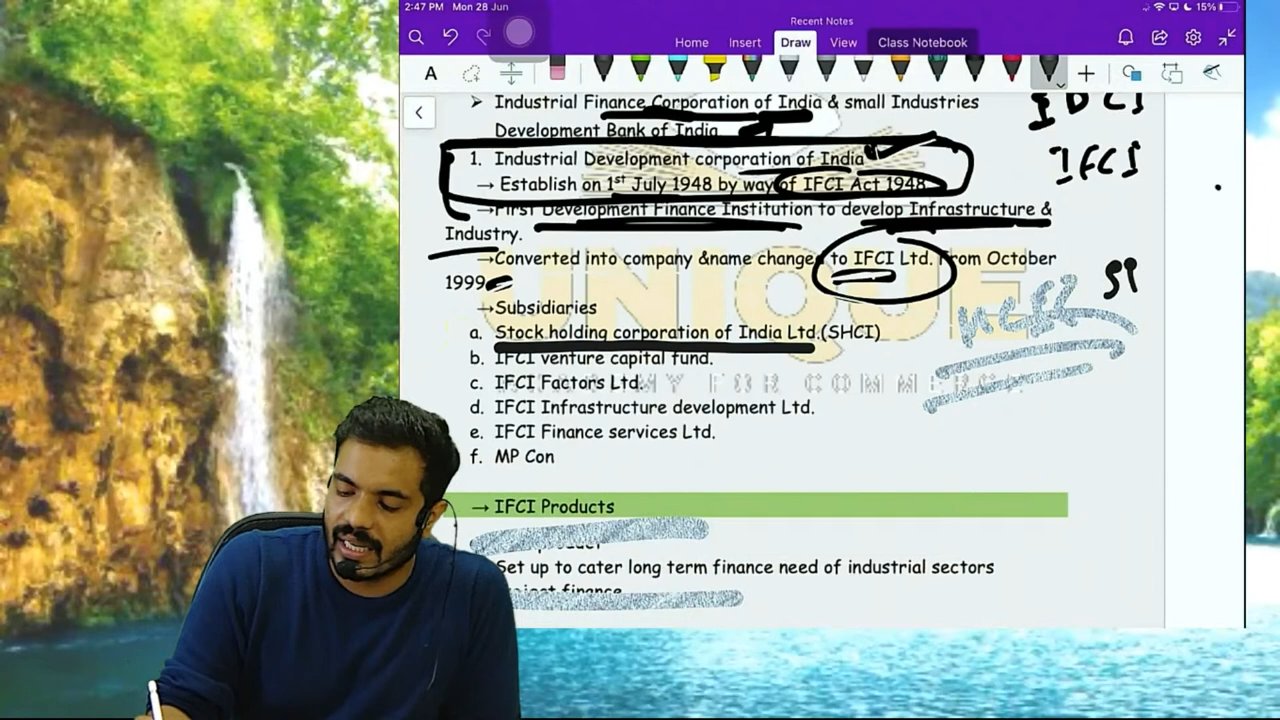 2:47 PM Mon 28 Jun
15%
Recent Notes
Home Insert Draw View Class Notebook
A
➢ Industrial Finance Corporation of India & small Industries
Development Bank of India
IDCI
1. Industrial Development corporation of India
IFCI
→ Establish on 1st July 1948 by way of IFCI Act 1948
→First Development Finance Institution to develop Infrastructure &
Industry.
→Converted into company &name changed to IFCI Ltd. From October
1999
→Subsidiaries
a. Stock holding corporation of India Ltd.(SHCI)
b. IFCI venture capital fund.
c. IFCI Factors Ltd.
d. IFCI Infrastructure development Ltd.
e. IFCI Finance services Ltd.
f. MP Con
UNIQUE
FOR COMMERCE
→ IFCI Products
product
Set up to cater long term finance need of industrial sectors
finance